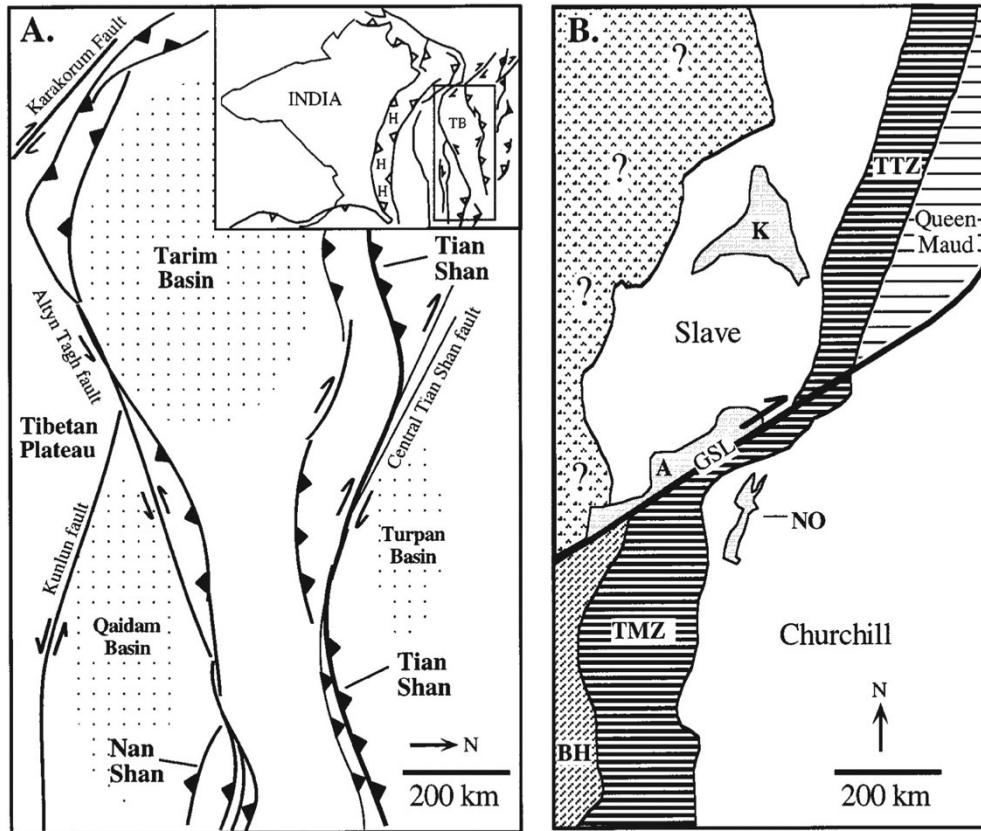 A.
Karakorum Fault
INDIA
H
H
H
TB
Tarim
Basin
Tian
Shan
Altyn Tagh fault
Central Tian Shan fault
Tibetan
Plateau
Kunlun fault
Turpan
Basin
Qaidam
Basin
Tian
Shan
Nan
Shan
N
200 km
B.
?
?
TTZ
Queen-
Maud
K
?
Slave
A
GSL
?
NO
TMZ
Churchill
N
BH
200 km